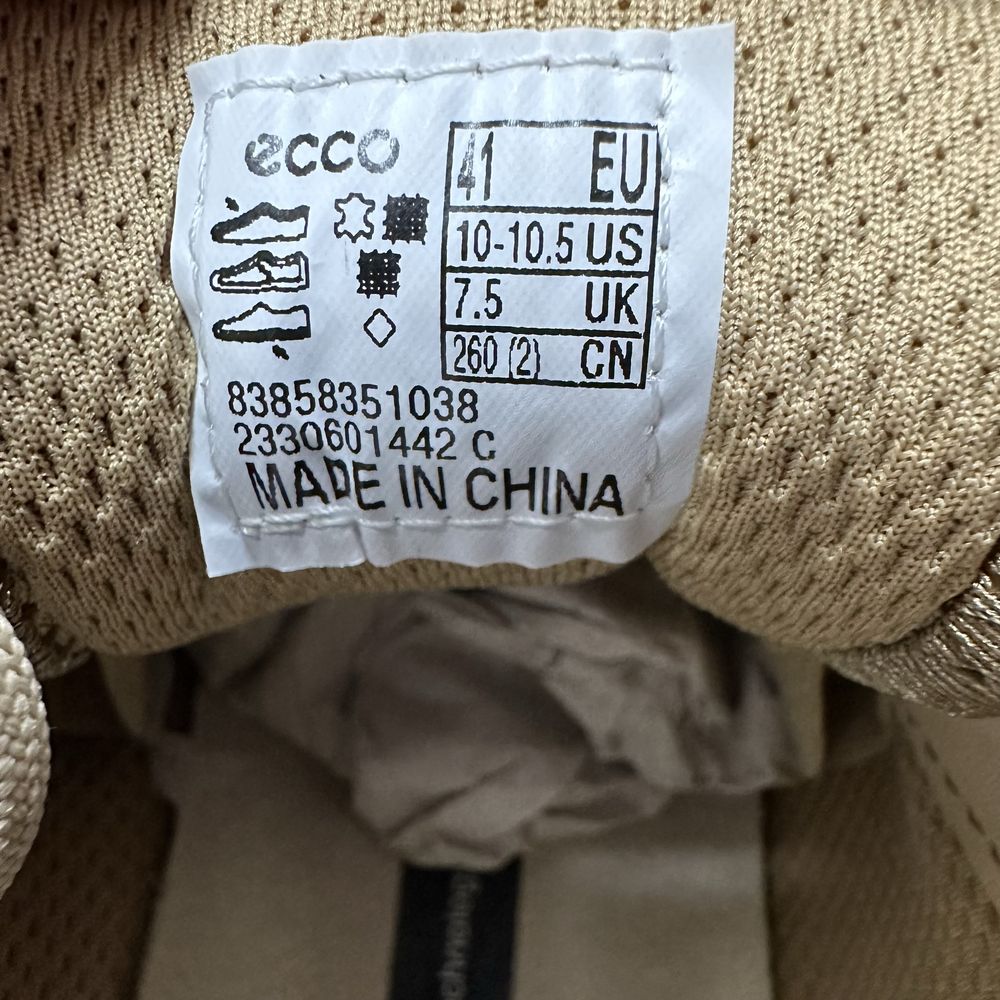 ecco
41 EU
10-10.5 US
7.5 UK
260 (2) CN
83858351038
2330601442 C
MADE IN CHINA